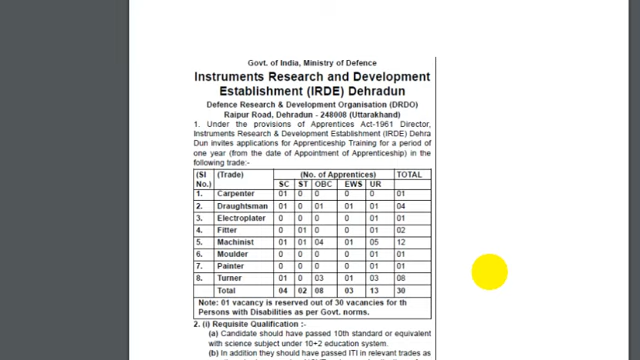 Govt. of India, Ministry of Defence
Instruments Research and Development
Establishment (IRDE) Dehradun
Defence Research & Development Organisation (DRDO)
Raipur Road, Dehradun - 248008 (Uttarakhand)
1. Under the provisions of Apprentices Act-1961 Director,
Instruments Research & Development Establishment (IRDE) Dehra
Dun invites applications for Apprenticeship Training for a period of
one year (from the date of Appointment of Apprenticeship) in the
following trade:-
(Sl No.) (Trade) (No. of Apprentices) TOTAL
SC ST OBC EWS UR
1. Carpenter 01 0 0 0 0 01
2. Draughtsman 01 0 01 01 01 04
3. Electroplater 0 0 0 0 01 01
4. Fitter 0 01 0 0 01 02
5. Machinist 01 01 04 01 05 12
6. Moulder 0 0 0 0 01 01
7. Painter 0 0 0 0 01 01
8. Turner 01 0 03 01 03 08
Total 04 02 08 03 13 30
Note: 01 vacancy is reserved out of 30 vacancies for th
Persons with Disabilities as per Govt. norms.
2. (i) Requisite Qualification :-
(a) Candidate should have passed 10th standard or equivalent
with science subject under 10+2 education system.
(b) In addition they should have passed ITI in relevant trades as